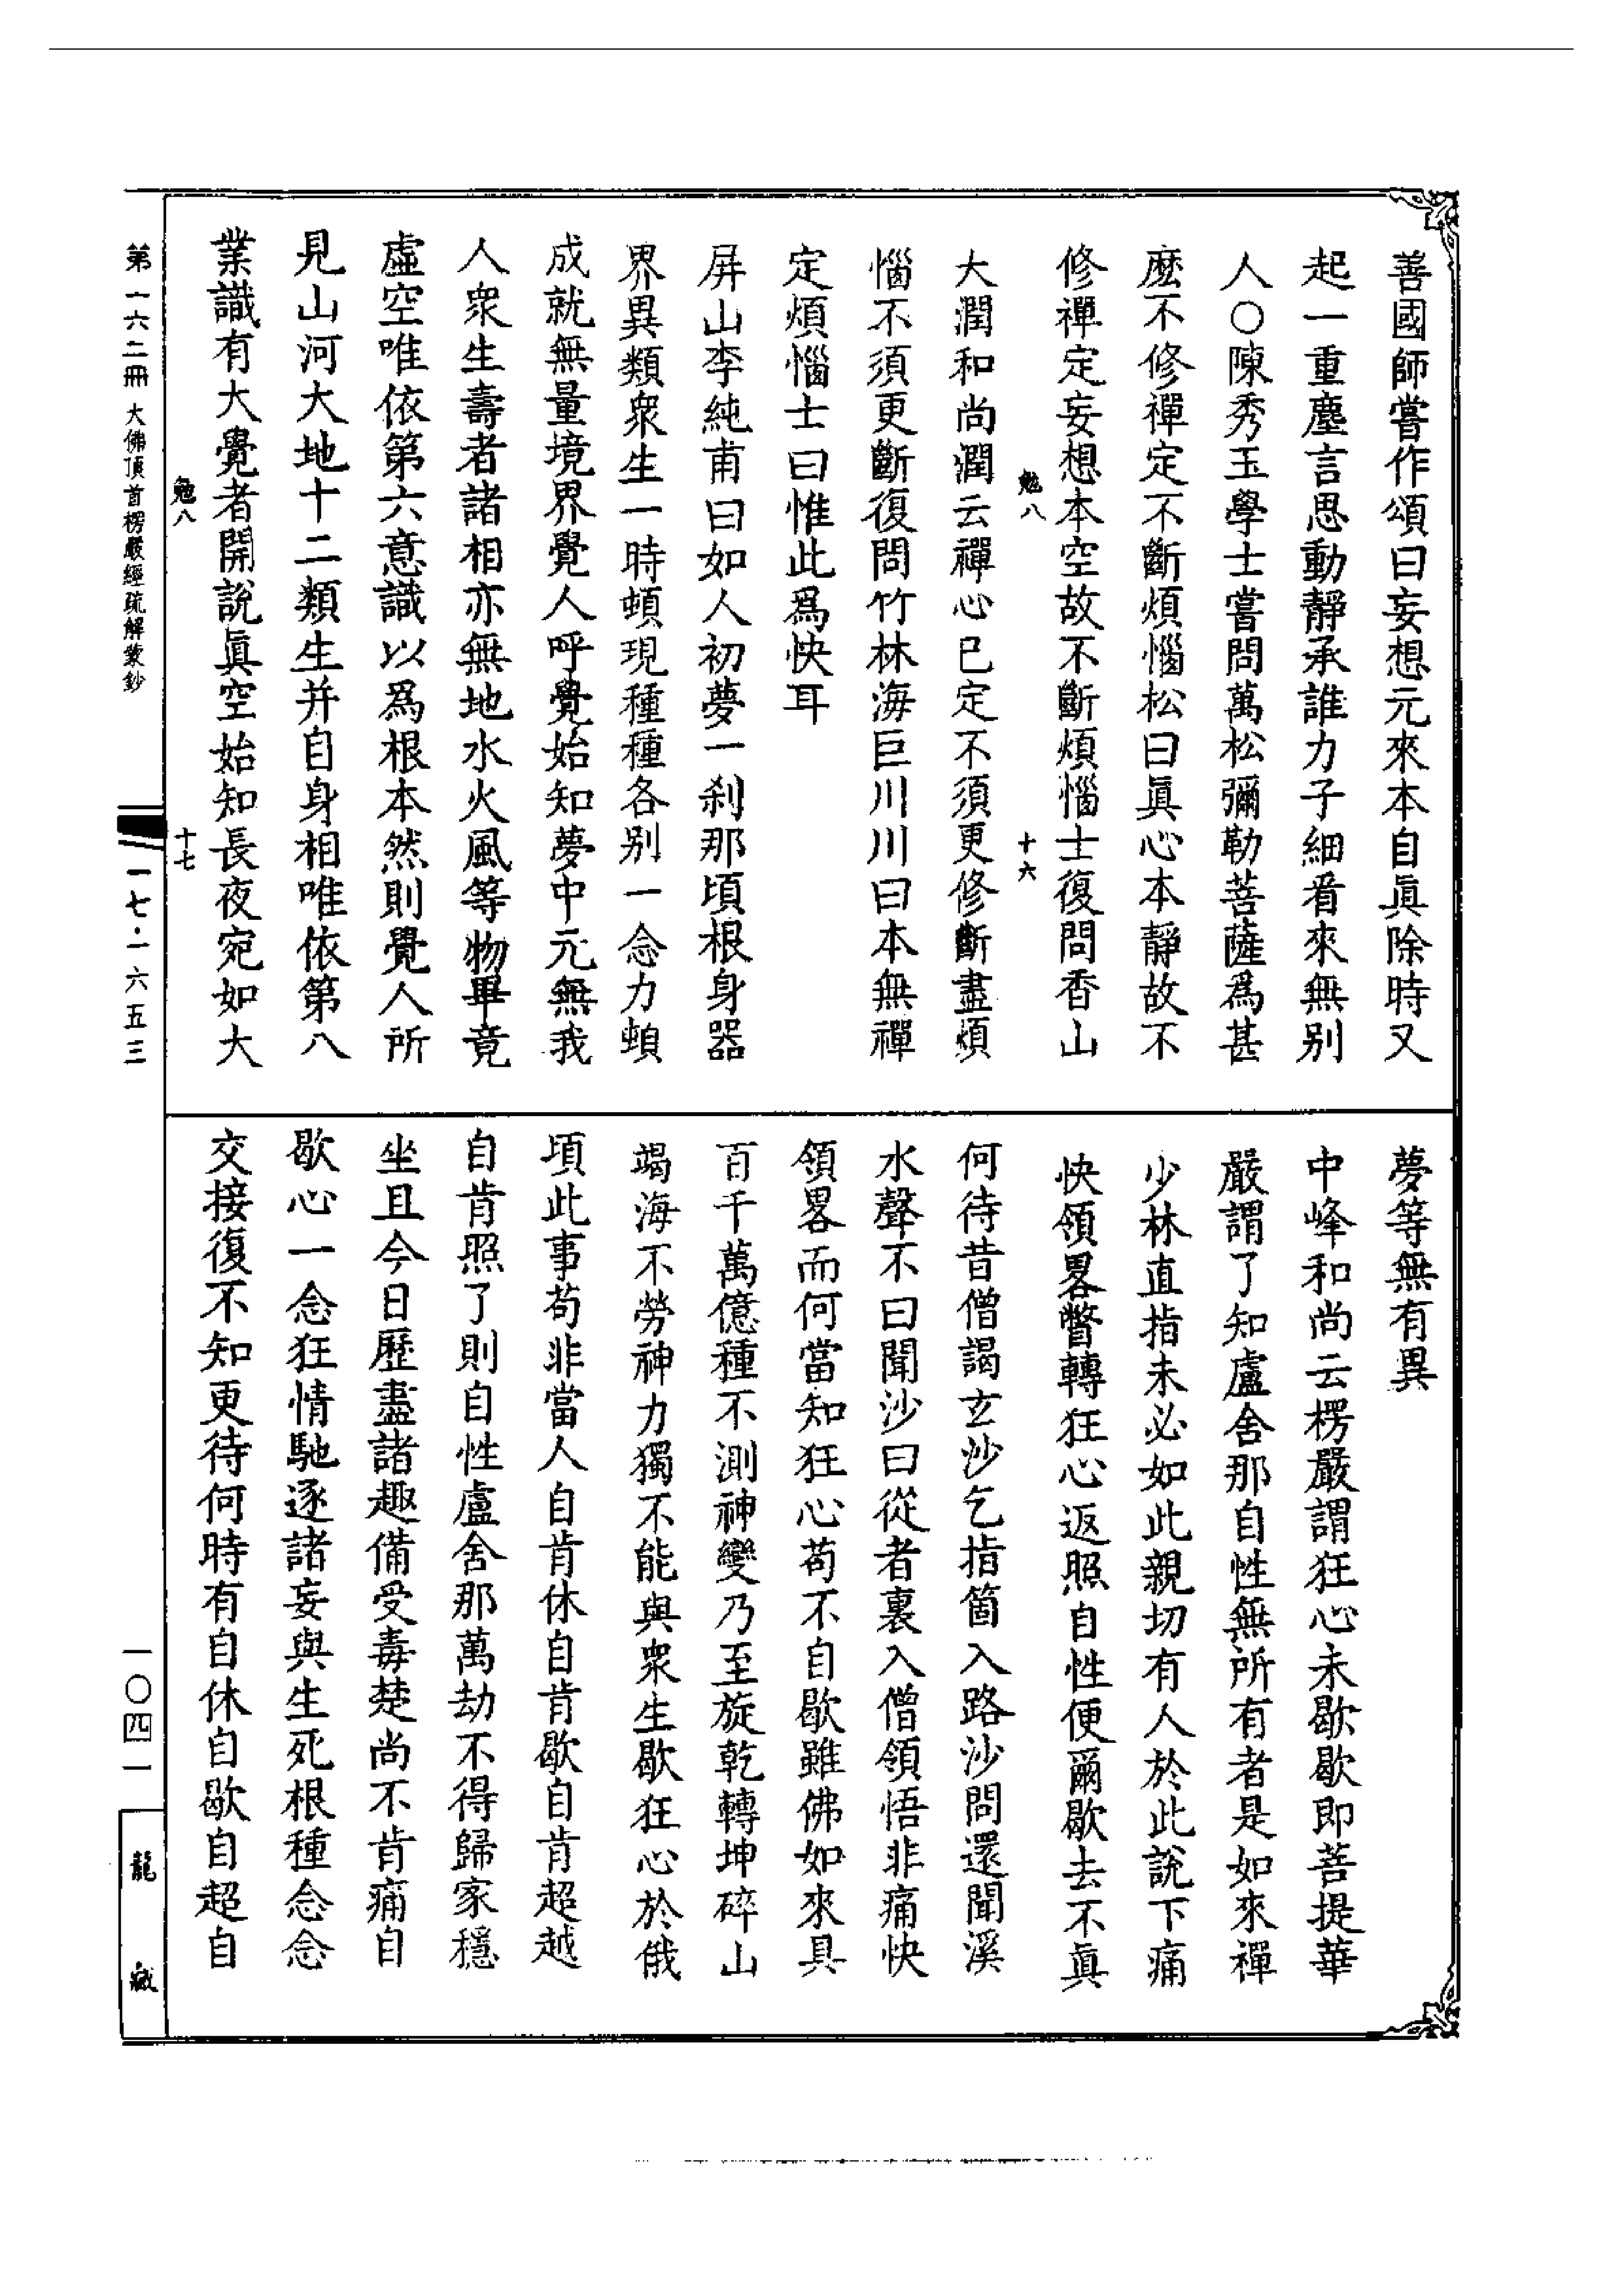 善國師嘗作頌曰妄想元來本自眞除時又
起一重塵言思動靜承誰力子細看來無别
人○陳秀玉學士嘗問萬松彌勒菩薩爲甚
麽不修禪定不斷煩惱松曰眞心本靜故不
修禪定妄想本空故不斷煩惱士復問香山
勉八 十六
大潤和尚潤云禪心已定不須更修斷盡煩
惱不須更斷復問竹林海巨川川曰本無禪
定煩惱士曰惟此爲快耳
屏山李純甫曰如人初夢一刹那頃根身器
界異類衆生一時頓現種種各别一念力頓
成就無量境界覺人呼覺始知夢中元無我
人衆生壽者諸相亦無地水火風等物畢竟
虛空唯依第六意識以爲根本然則覺人所
見山河大地十二類生并自身相唯依第八
業識有大覺者開說眞空始知長夜宛如大
勉八 十七
夢等無有異
中峰和尚云楞嚴謂狂心未歇歇即菩提華
嚴謂了知盧舍那自性無所有者是如來禪
少林直指未必如此親切有人於此說下痛
快領畧瞥轉狂心返照自性便爾歇去不眞
何待昔僧謁玄沙乞指箇入路沙問還聞溪
水聲不曰聞沙曰從者裏入僧領悟非痛快
領畧而何當知狂心苟不自歇雖佛如來具
百千萬億種不測神變乃至旋乾轉坤碎山
竭海不勞神力獨不能與衆生歇狂心於俄
頃此事苟非當人自肯休自肯歇自肯超越
自肯照了則自性盧舍那萬劫不得歸家穩
坐且今日歷盡諸趣備受毒楚尚不肯痛自
歇心一念狂情馳逐諸妄與生死根種念念
交接復不知更待何時有自休自歇自超自
第一六二冊 大佛頂首楞嚴經疏解蒙鈔
一七·一六五三
一〇四一
龍藏